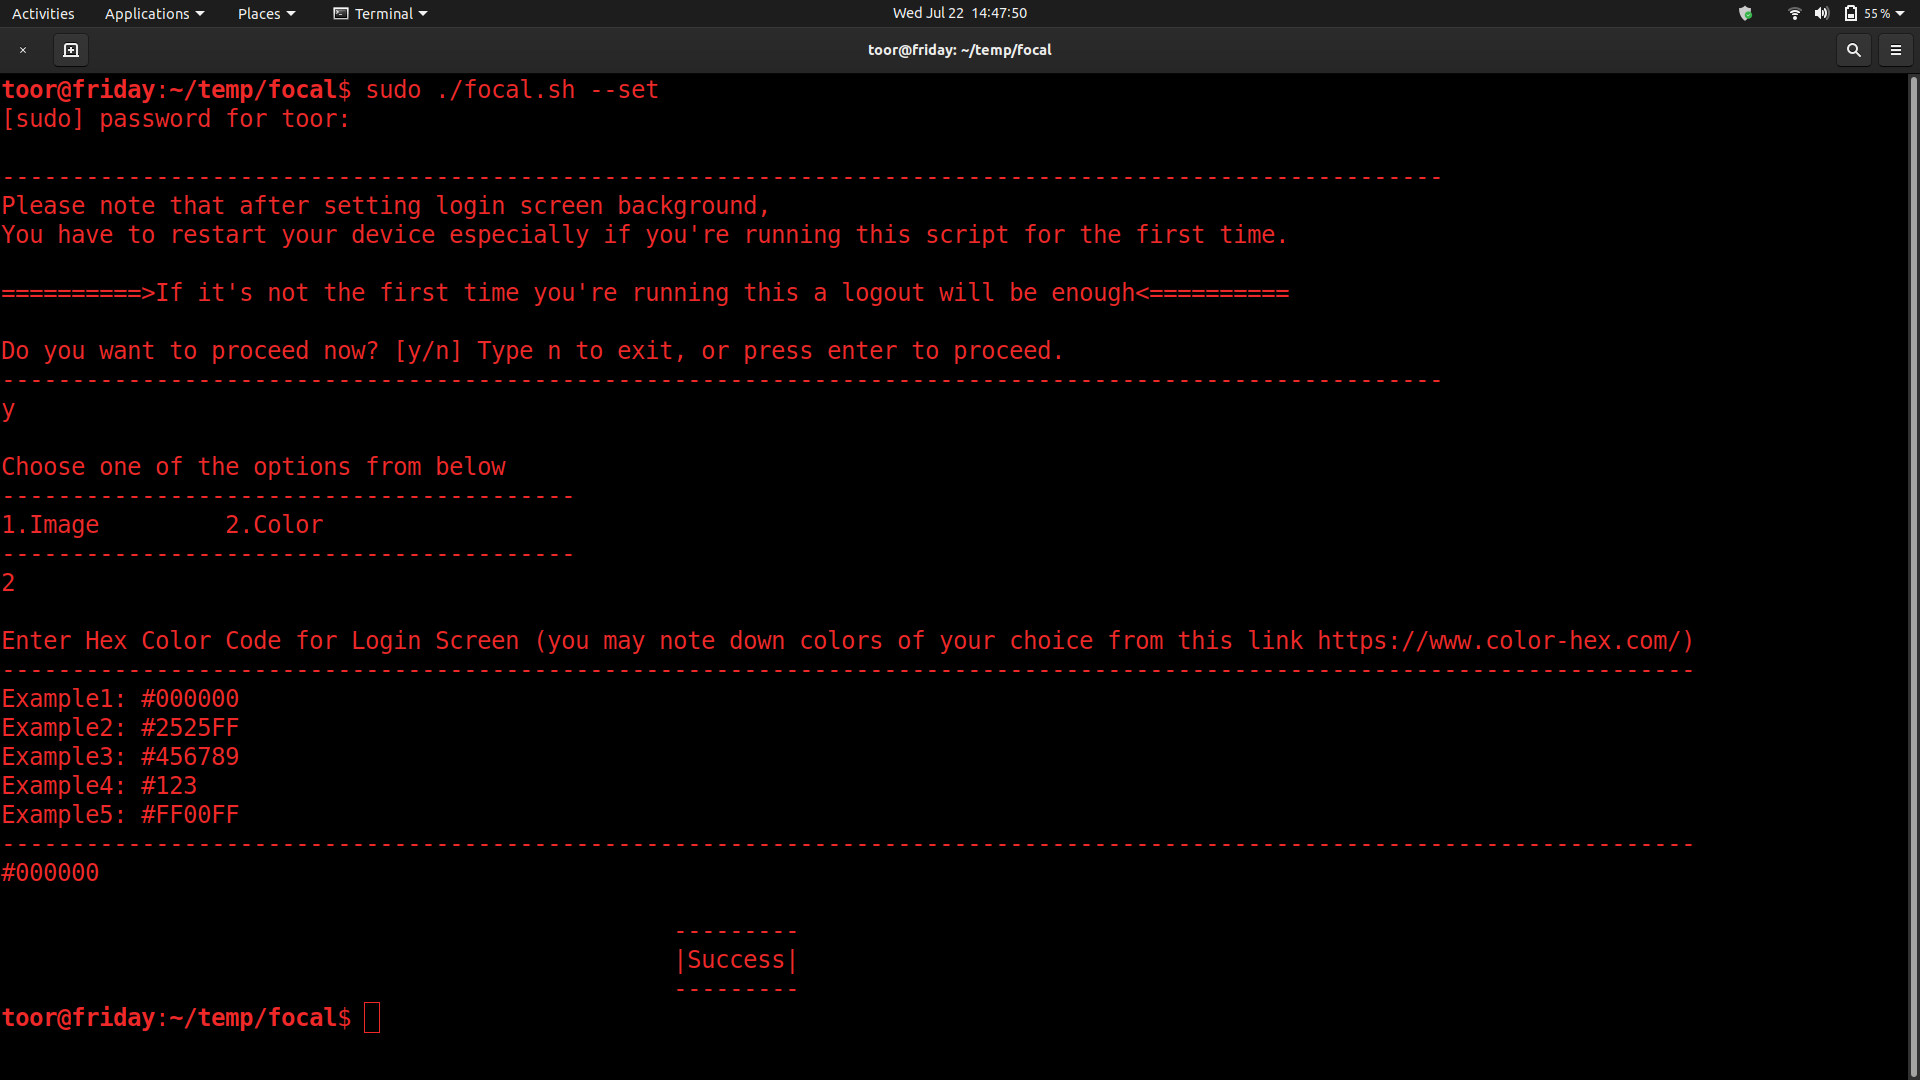 Activities Applications Places Terminal Wed Jul 22 14:47:50 55 %
toor@friday: ~/temp/focal
toor@friday:~/temp/focal$ sudo ./focal.sh --set
[sudo] password for toor:
-------------------------------------------------------------------------------------------------------
Please note that after setting login screen background,
You have to restart your device especially if you're running this script for the first time.
==========>If it's not the first time you're running this a logout will be enough<==========
Do you want to proceed now? [y/n] Type n to exit, or press enter to proceed.
-------------------------------------------------------------------------------------------------------
y
Choose one of the options from below
-----------------------------------------
1.Image         2.Color
-----------------------------------------
2
Enter Hex Color Code for Login Screen (you may note down colors of your choice from this link https://www.color-hex.com/)
-------------------------------------------------------------------------------------------------------------------------
Example1: #000000
Example2: #2525FF
Example3: #456789
Example4: #123
Example5: #FF00FF
-------------------------------------------------------------------------------------------------------------------------
#000000
---------
|Success|
---------
toor@friday:~/temp/focal$